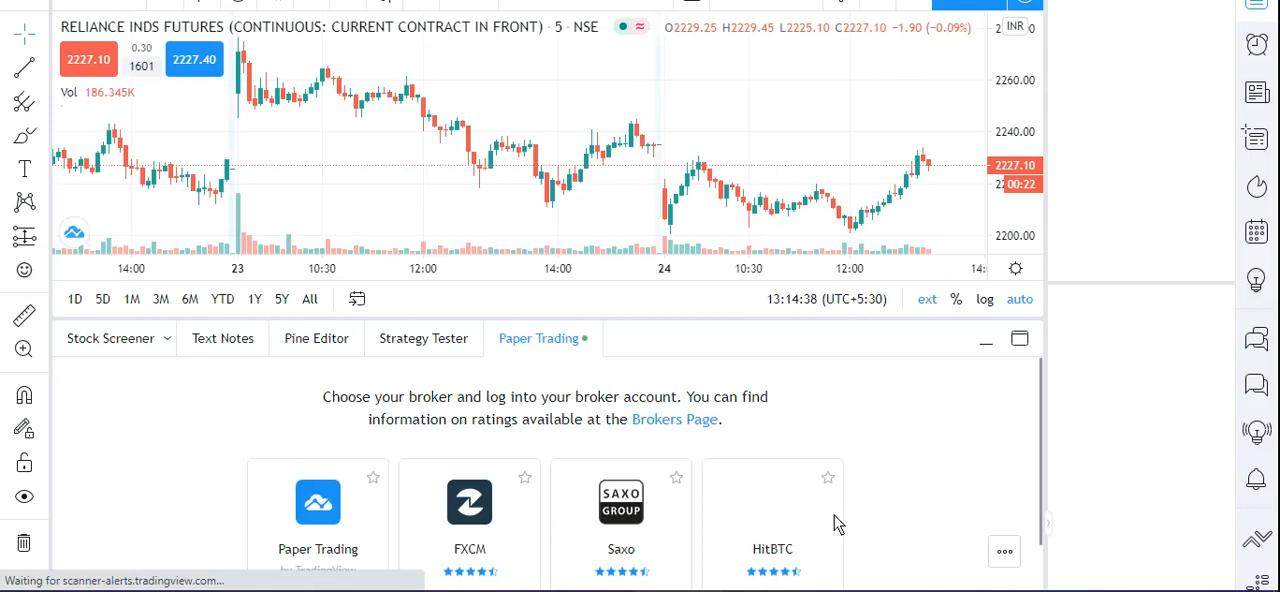 RELIANCE INDS FUTURES (CONTINUOUS: CURRENT CONTRACT IN FRONT) · 5 · NSE
O2229.25 H2229.45 L2225.10 C2227.10 -1.90 (-0.09%)
INR
2227.10
0.30
1601
2227.40
Vol 186.345K
2260.00
2240.00
2227.10
00:22
2200.00
14:00 23 10:30 12:00 14:00 24 10:30 12:00 14:
1D 5D 1M 3M 6M YTD 1Y 5Y All
13:14:38 (UTC+5:30) ext % log auto
Stock Screener Text Notes Pine Editor Strategy Tester Paper Trading
Choose your broker and log into your broker account. You can find
information on ratings available at the Brokers Page.
SAXO
GROUP
Paper Trading FXCM Saxo HitBTC
by TradingView
Waiting for scanner-alerts.tradingview.com...